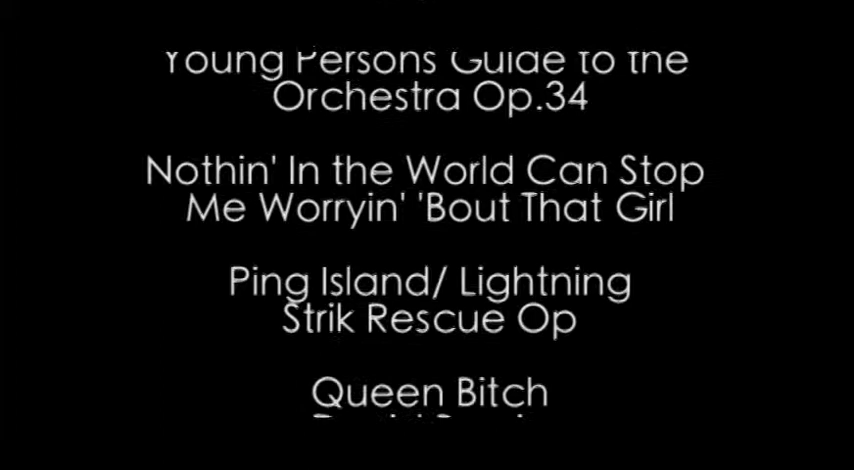 Young Persons Guide to the
Orchestra Op.34
Nothin' In the World Can Stop
Me Worryin' 'Bout That Girl
Ping Island/ Lightning
Strik Rescue Op
Queen Bitch